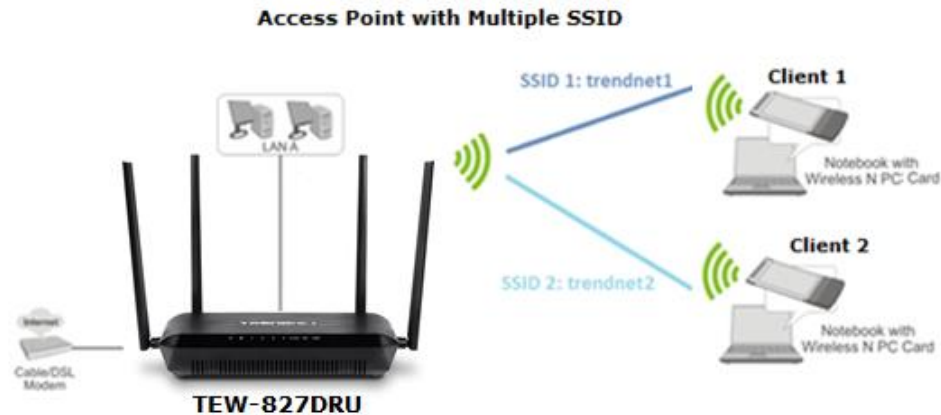 Access Point with Multiple SSID
SSID 1: trendnet1
Client 1
LAN A
Notebook with
Wireless N PC Card
Client 2
SSID 2: trendnet2
Internet
TRENDNET
Notebook with
Wireless N PC Card
Cable/DSL
Modem
TEW-827DRU